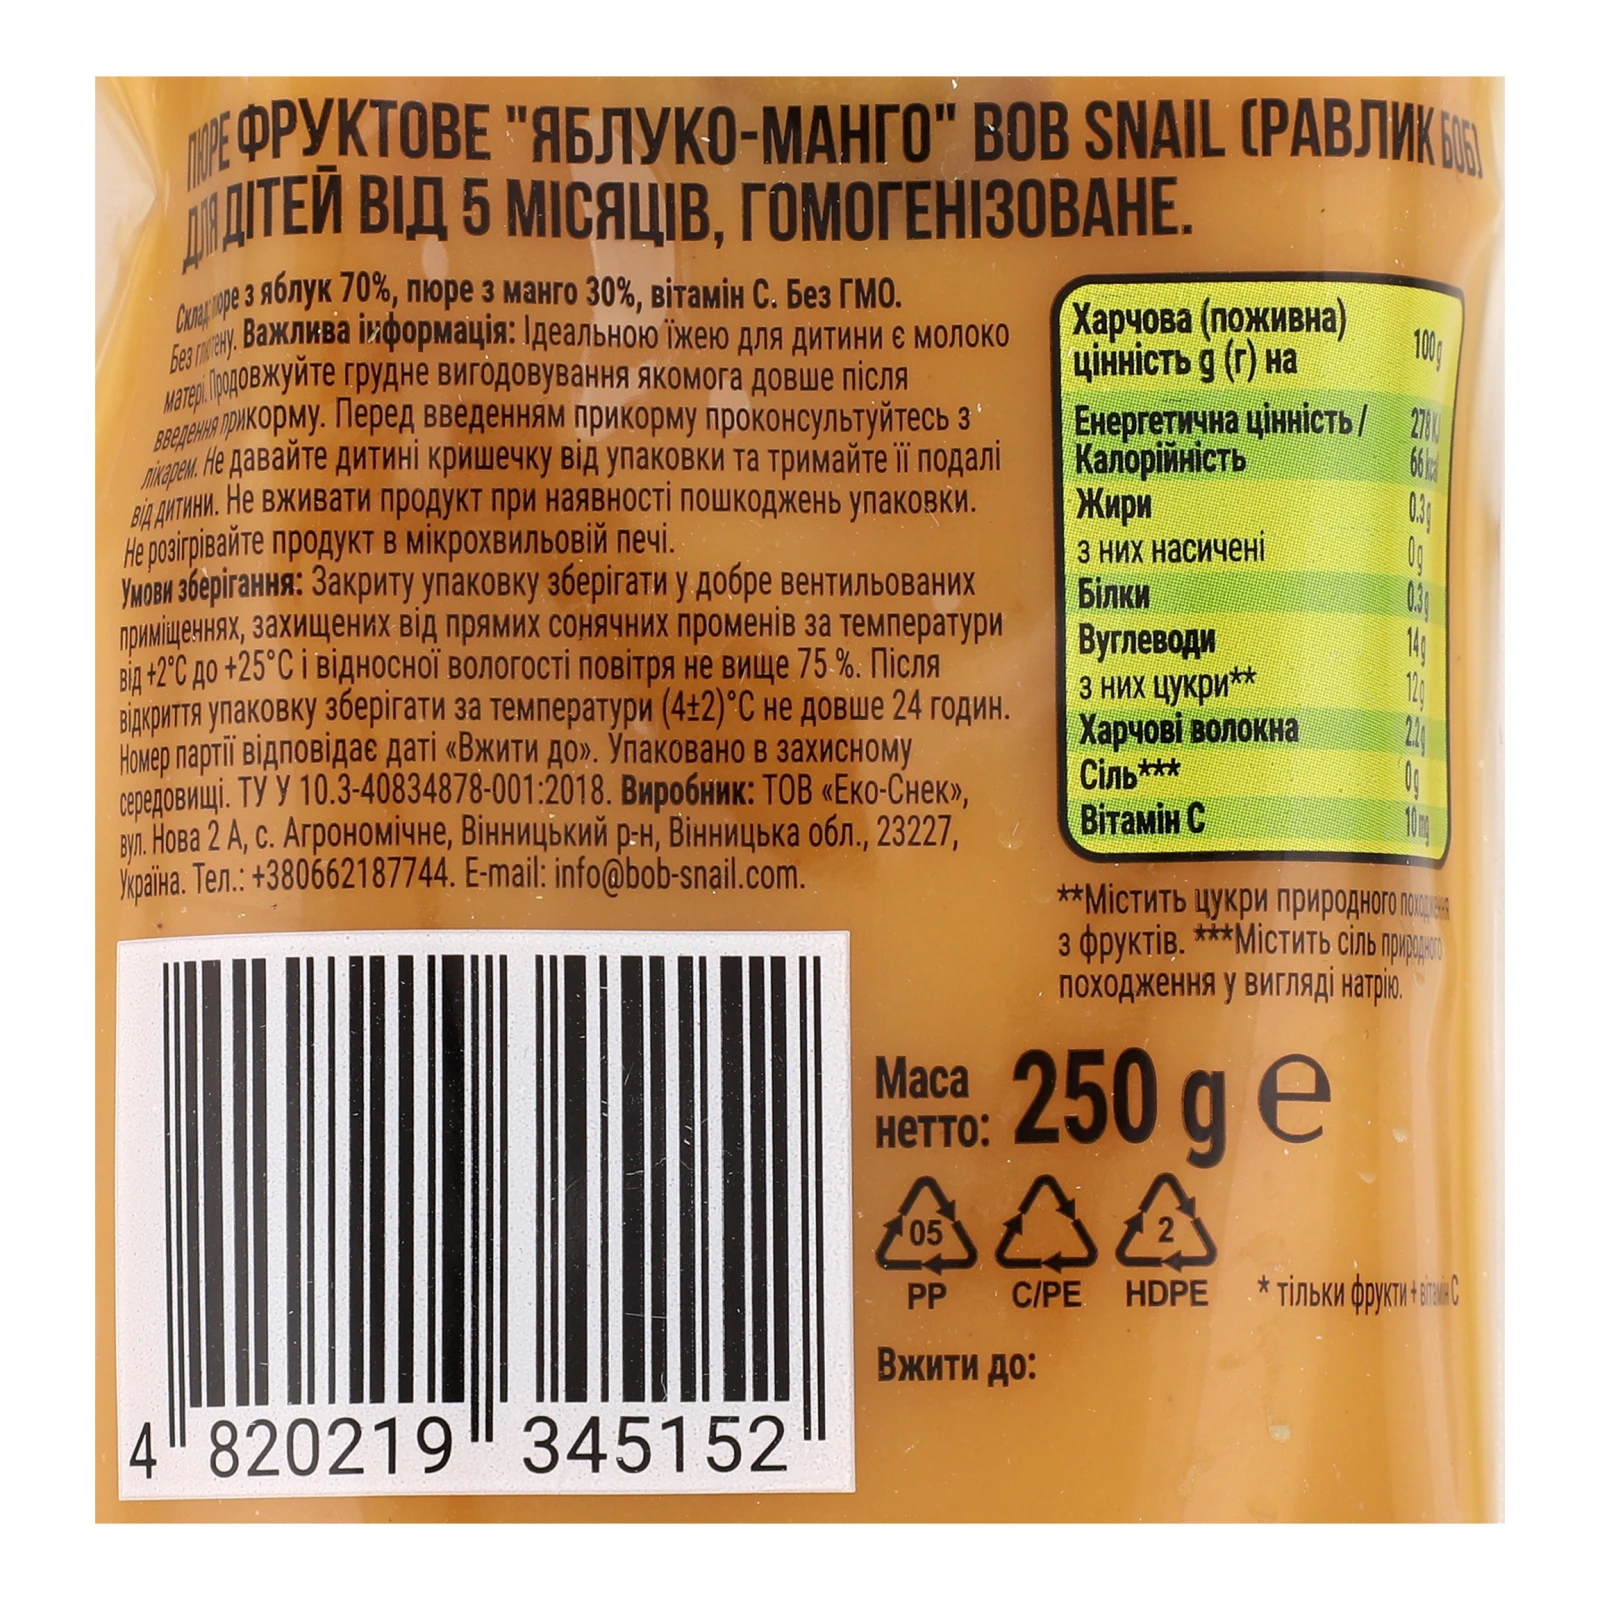 ПЮРЕ ФРУКТОВЕ "ЯБЛУКО-МАНГО" BOB SNAIL (РАВЛИК БОБ)
ДЛЯ ДІТЕЙ ВІД 5 МІСЯЦІВ, ГОМОГЕНІЗОВАНЕ.
Склад: пюре з яблук 70%, пюре з манго 30%, вітамін С. Без ГМО.
Без глютену. Важлива інформація: Ідеальною їжею для дитини є молоко
матері. Продовжуйте грудне вигодовування якомога довше після
введення прикорму. Перед введенням прикорму проконсультуйтесь з
лікарем. Не давайте дитині кришечку від упаковки та тримайте її подалі
від дитини. Не вживати продукт при наявності пошкоджень упаковки.
Не розігрівайте продукт в мікрохвильовій печі.
Умови зберігання: Закриту упаковку зберігати у добре вентильованих
приміщеннях, захищених від прямих сонячних променів за температури
від +2°С до +25°С і відносної вологості повітря не вище 75 %. Після
відкриття упаковку зберігати за температури (4±2)°С не довше 24 годин.
Номер партії відповідає даті «Вжити до». Упаковано в захисному
середовищі. ТУ У 10.3-40834878-001:2018. Виробник: ТОВ «Еко-Снек»,
вул. Нова 2 А, с. Агрономічне, Вінницький р-н, Вінницька обл., 23227,
Україна. Тел.: +380662187744. E-mail: info@bob-snail.com.
Харчова (поживна)
цінність g (г) на 100 g
Енергетична цінність / 278 KJ
Калорійність 66 kcal
Жири 0.3g
з них насичені 0g
Білки 0.3g
Вуглеводи 14g
з них цукри** 12g
Харчові волокна 2.2g
Сіль*** 0g
Вітамін С 10 mg
**Містить цукри природного походження
з фруктів. ***Містить сіль природного
походження у вигляді натрію.
Маса
нетто: 250 g e
05 2
PP C/PE HDPE
* тільки фрукти + вітамін С
Вжити до:
4 820219 345152